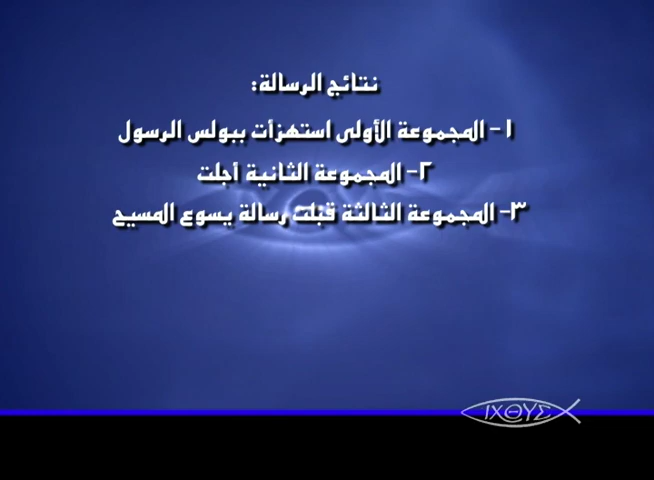 نتائج الرسالة:
١- المجموعة الأولى استهزأت ببولس الرسول
٢- المجموعة الثانية أجلت
٣- المجموعة الثالثة قبلت رسالة يسوع المسيح
ΙΧΘΥΣ